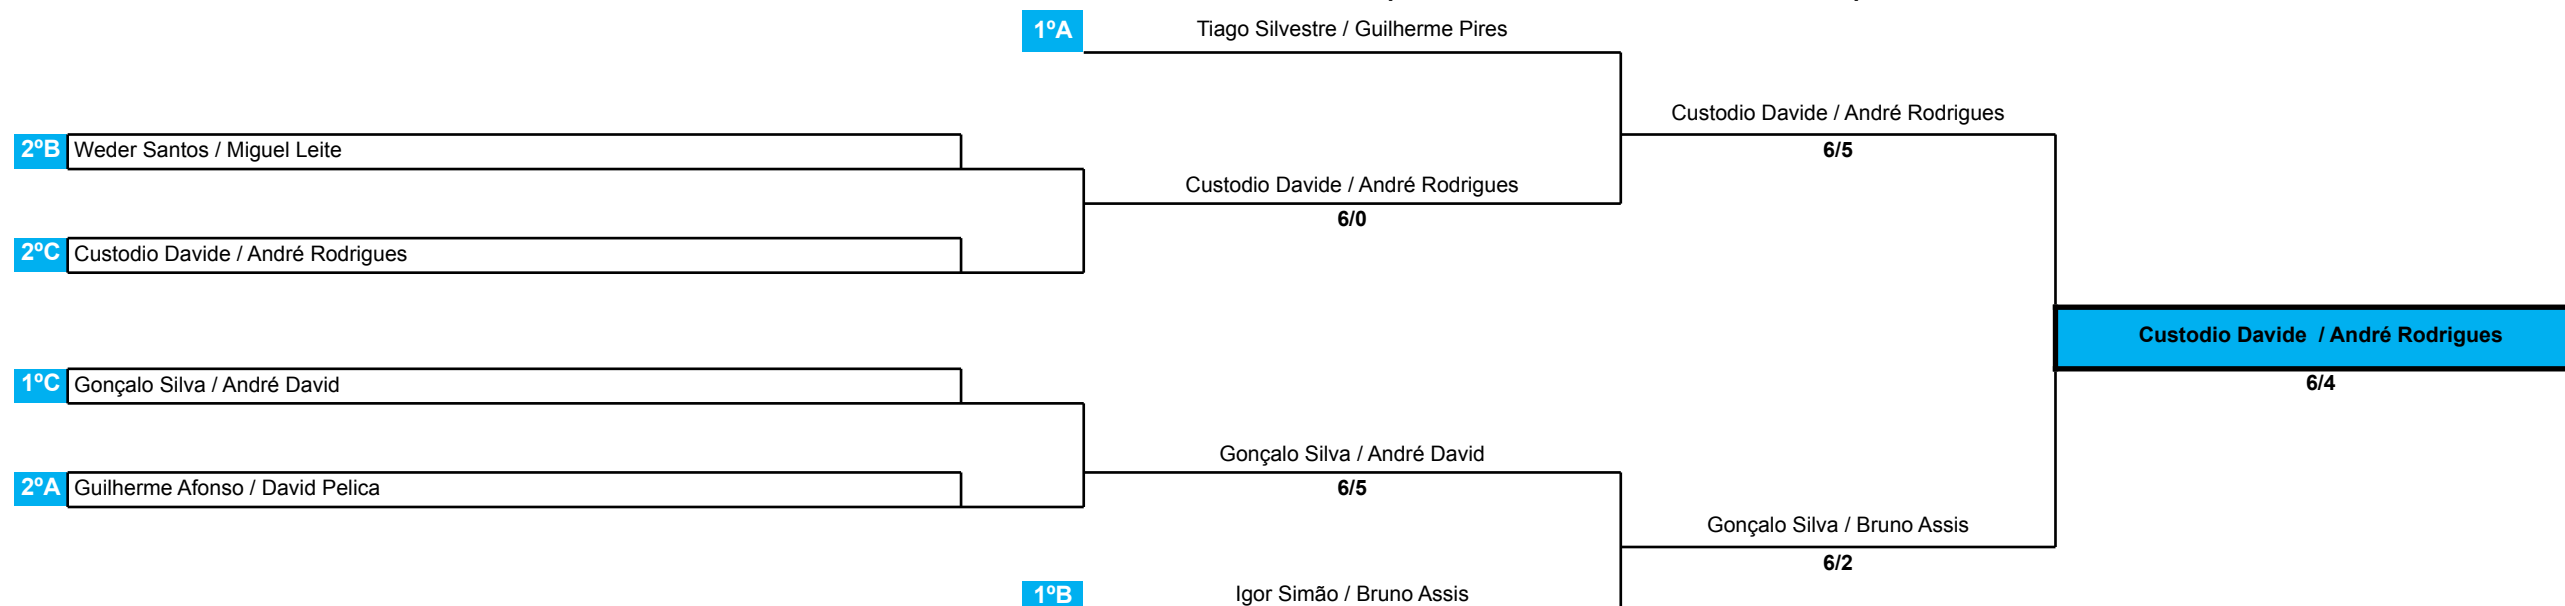 1ºA Tiago Silvestre / Guilherme Pires
Custodio Davide / André Rodrigues
2ºB Weder Santos / Miguel Leite
6/5
Custodio Davide / André Rodrigues
6/0
2ºC Custodio Davide / André Rodrigues
Custodio Davide / André Rodrigues
1ºC Gonçalo Silva / André David
6/4
Gonçalo Silva / André David
2ºA Guilherme Afonso / David Pelica
6/5
Gonçalo Silva / Bruno Assis
6/2
1ºB Igor Simão / Bruno Assis